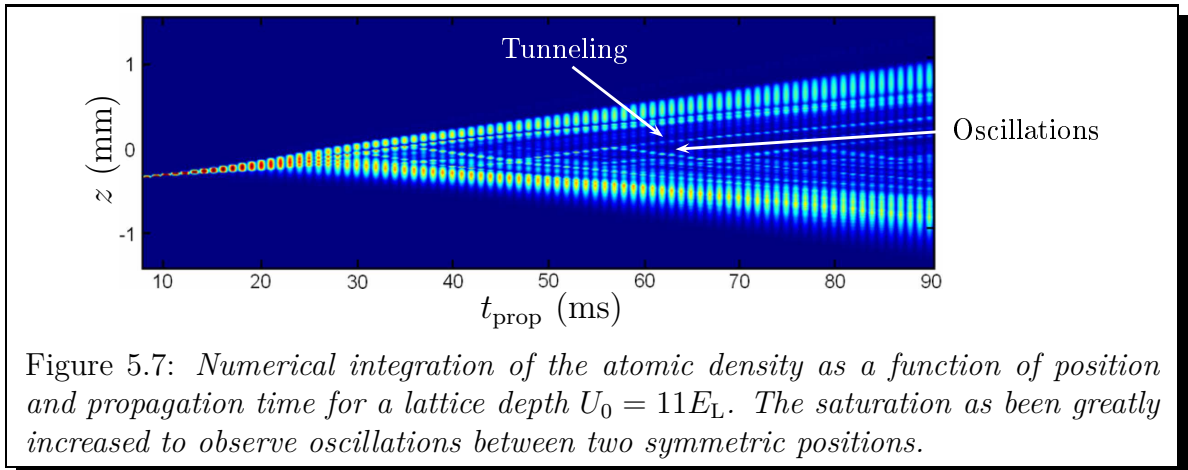 Tunneling
Oscillations
1
0
-1
z (mm)
10 20 30 40 50 60 70 80 90
t_prop (ms)
Figure 5.7: Numerical integration of the atomic density as a function of position
and propagation time for a lattice depth U₀ = 11E_L. The saturation as been greatly
increased to observe oscillations between two symmetric positions.